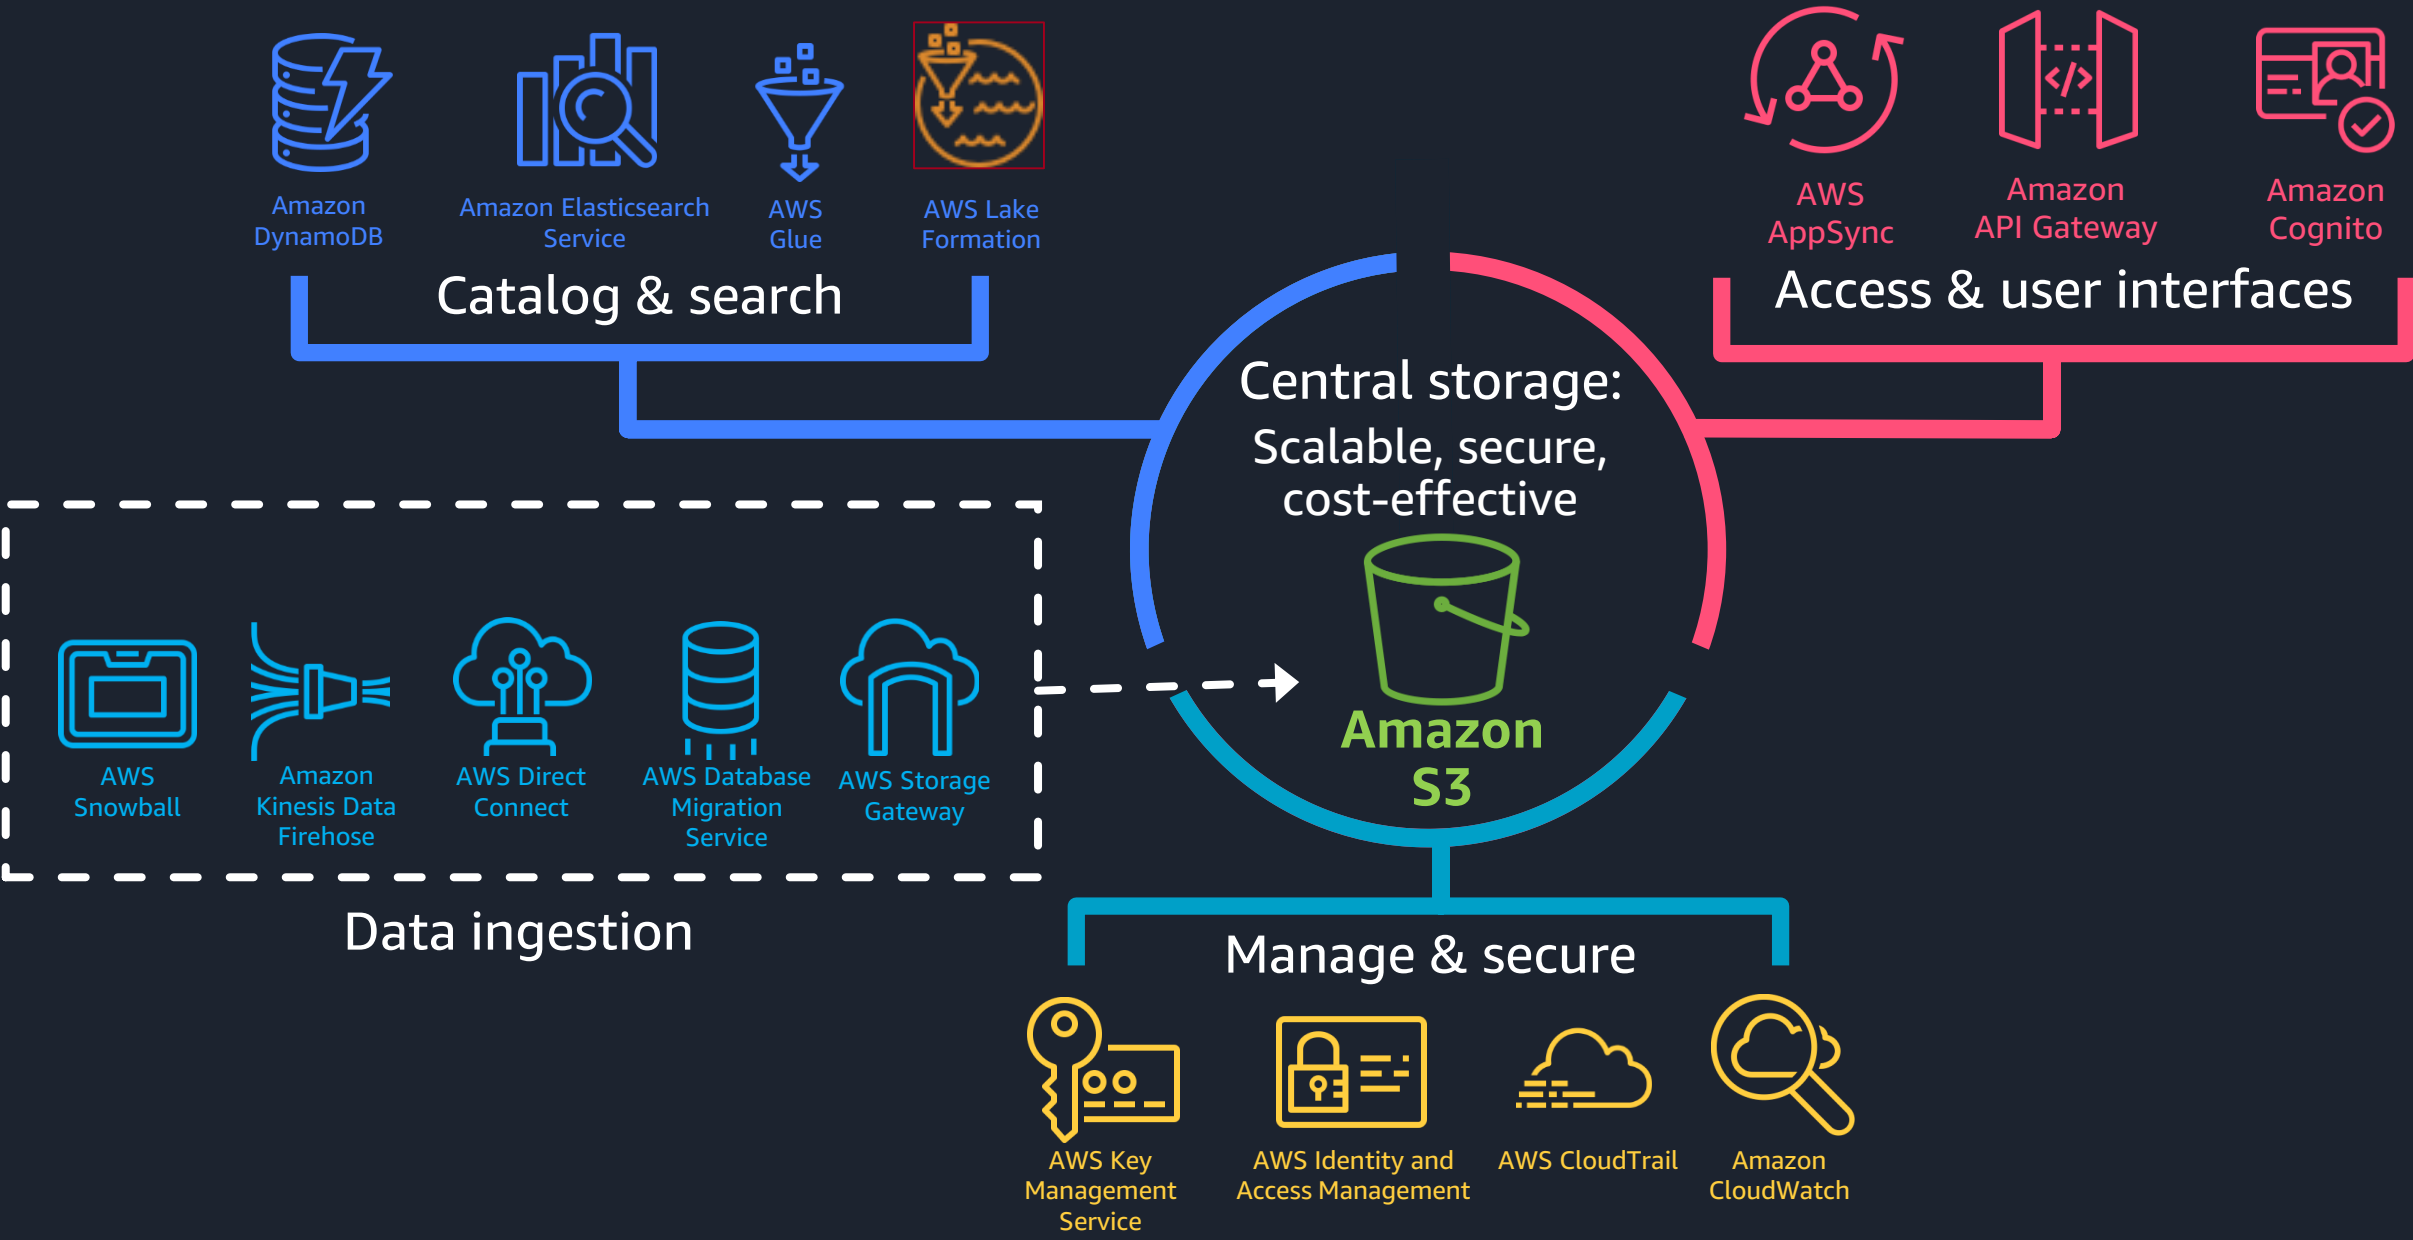 Amazon
DynamoDB
Amazon Elasticsearch
Service
AWS
Glue
AWS Lake
Formation
Catalog & search
AWS
AppSync
Amazon
API Gateway
Amazon
Cognito
Access & user interfaces
Central storage:
Scalable, secure,
cost-effective
Amazon
S3
AWS
Snowball
Amazon
Kinesis Data
Firehose
AWS Direct
Connect
AWS Database
Migration
Service
AWS Storage
Gateway
Data ingestion
Manage & secure
AWS Key
Management
Service
AWS Identity and
Access Management
AWS CloudTrail
Amazon
CloudWatch